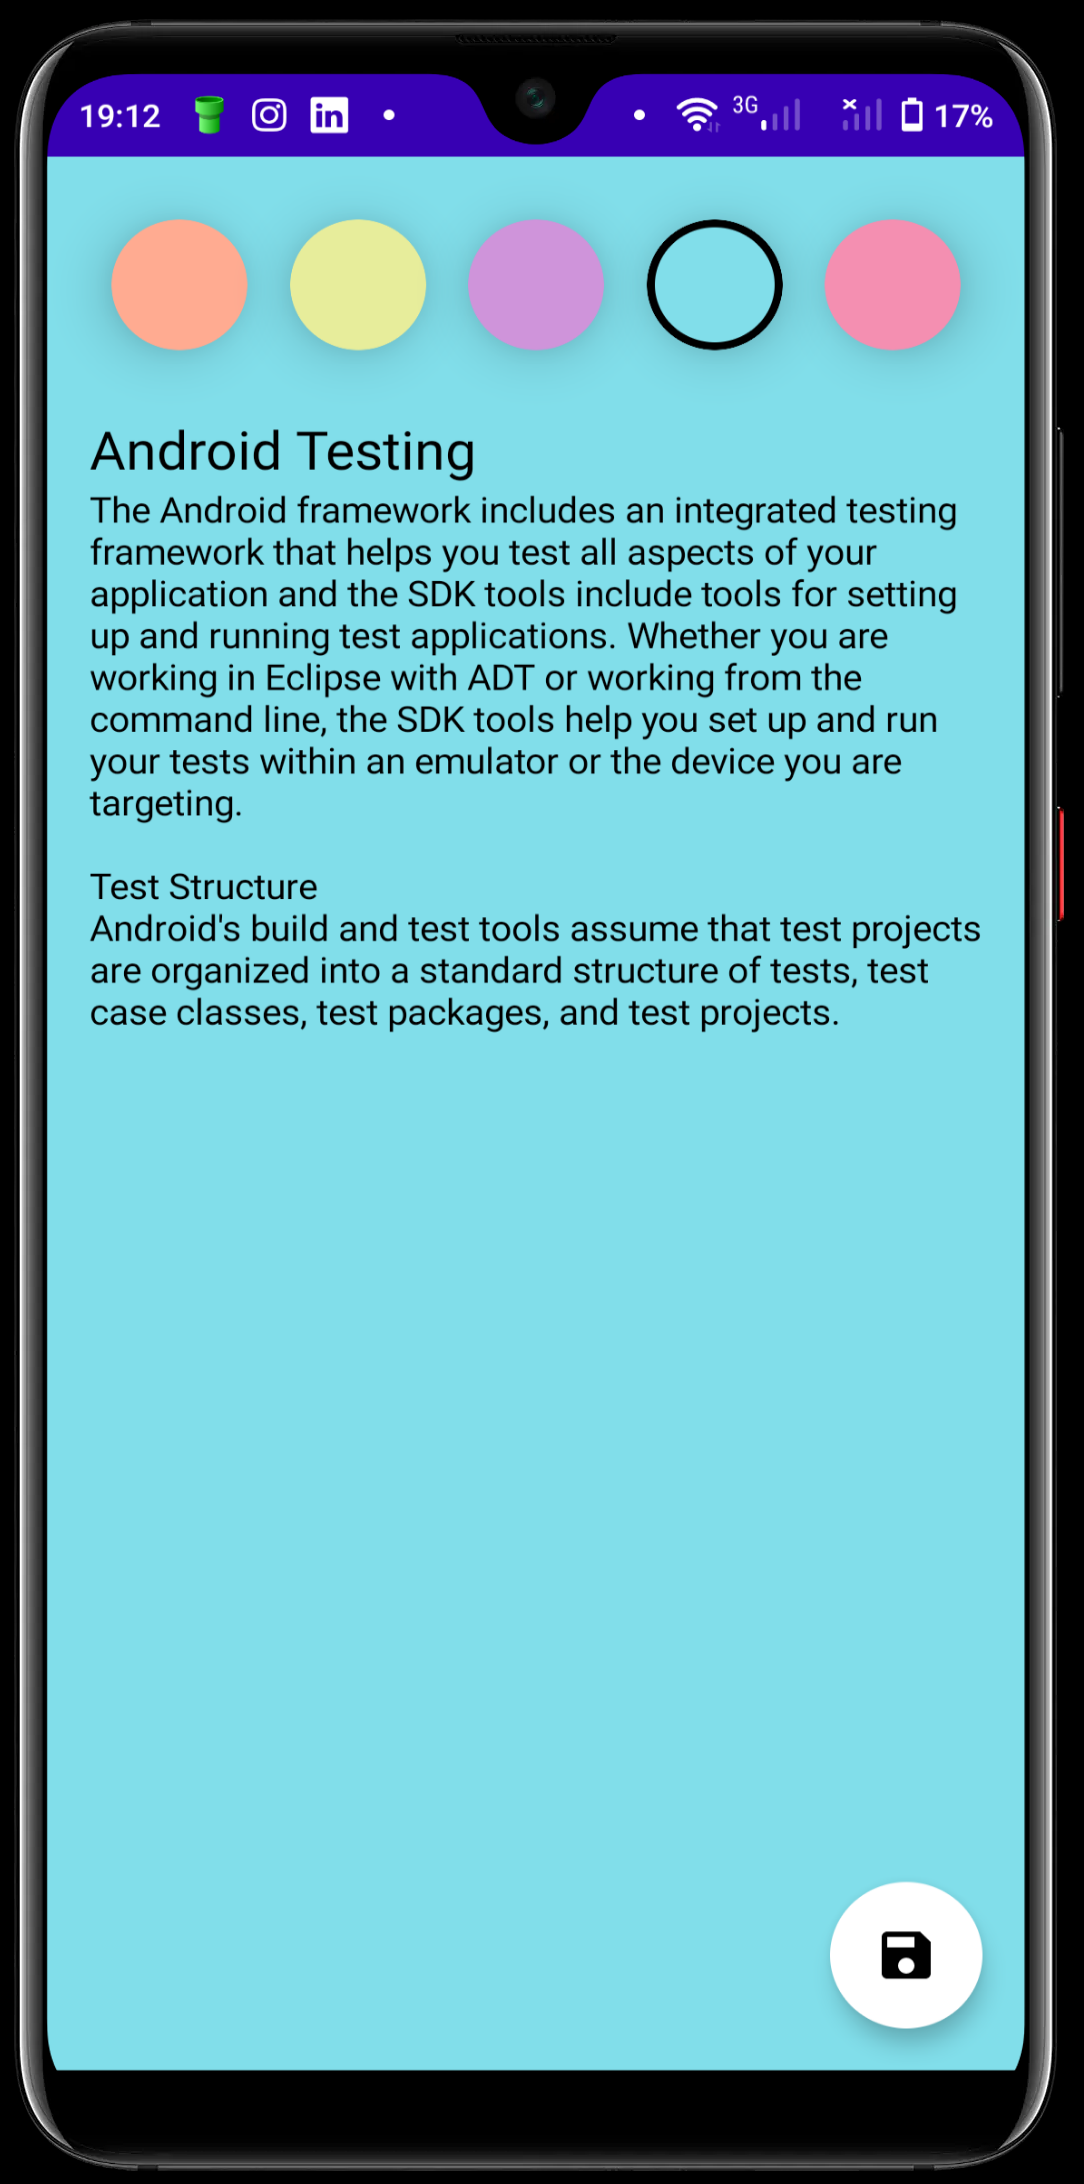 19:12 in 3G 17%
Android Testing
The Android framework includes an integrated testing
framework that helps you test all aspects of your
application and the SDK tools include tools for setting
up and running test applications. Whether you are
working in Eclipse with ADT or working from the
command line, the SDK tools help you set up and run
your tests within an emulator or the device you are
targeting.
Test Structure
Android's build and test tools assume that test projects
are organized into a standard structure of tests, test
case classes, test packages, and test projects.